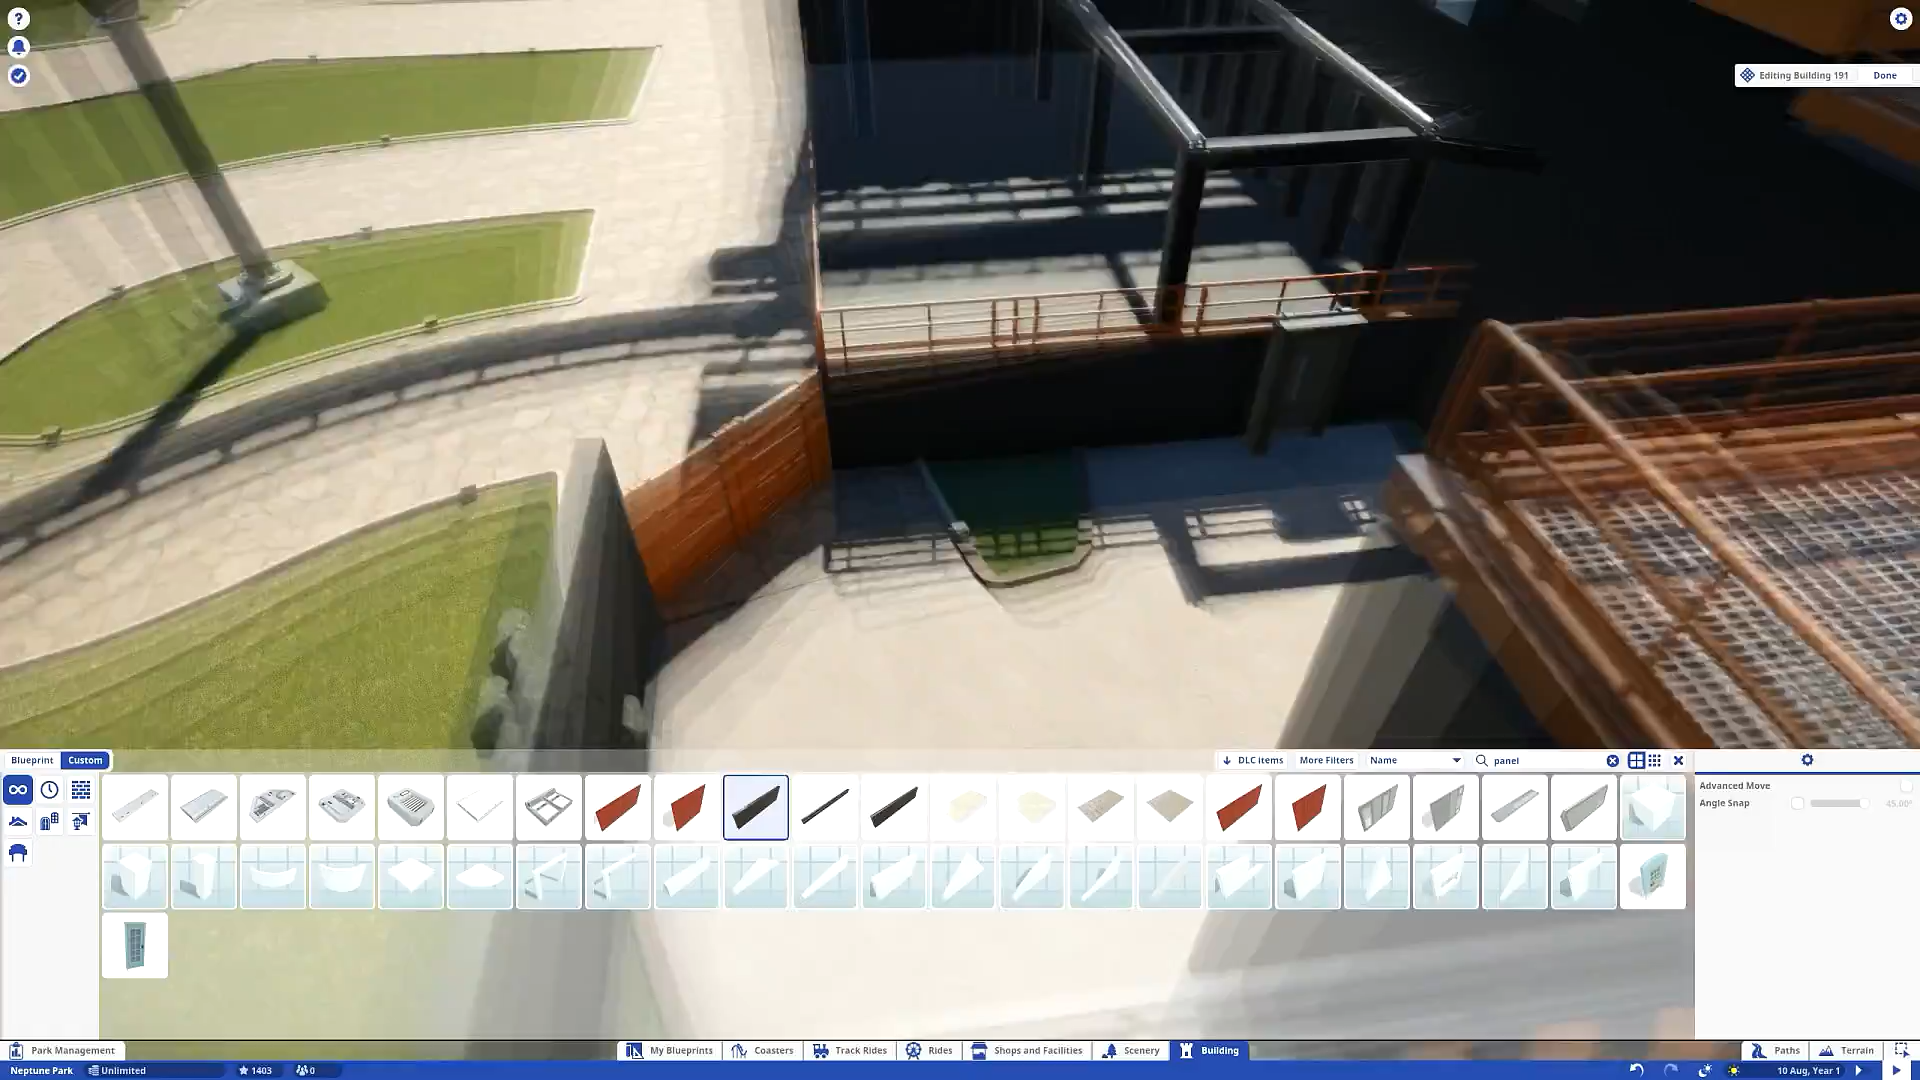 ?
Editing Building 191 Done
Blueprint Custom
DLC items More Filters Name panel
Advanced Move
Angle Snap 45.00°
Park Management My Blueprints Coasters Track Rides Rides Shops and Facilities Scenery Building Paths Terrain
Neptune Park Unlimited 1403 0 10 Aug, Year 1